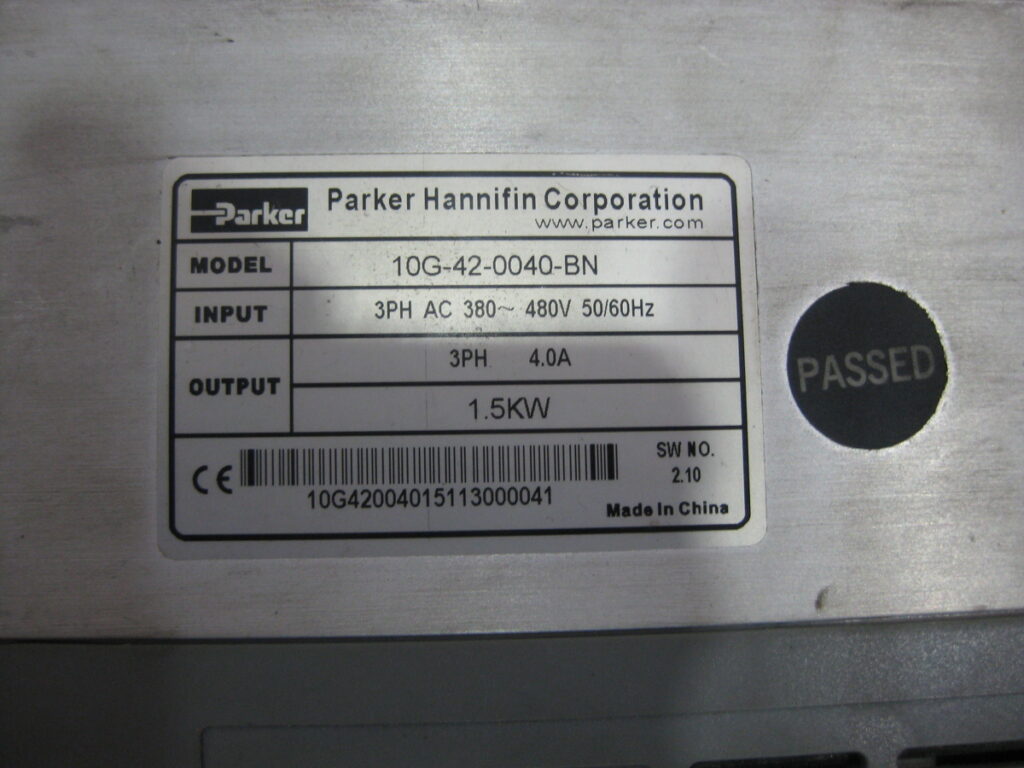 Parker
Parker Hannifin Corporation
www.parker.com
MODEL 10G-42-0040-BN
INPUT 3PH AC 380~ 480V 50/60Hz
OUTPUT 3PH 4.0A
1.5KW
CE
10G42004015113000041
SW NO.
2.10
Made In China
PASSED